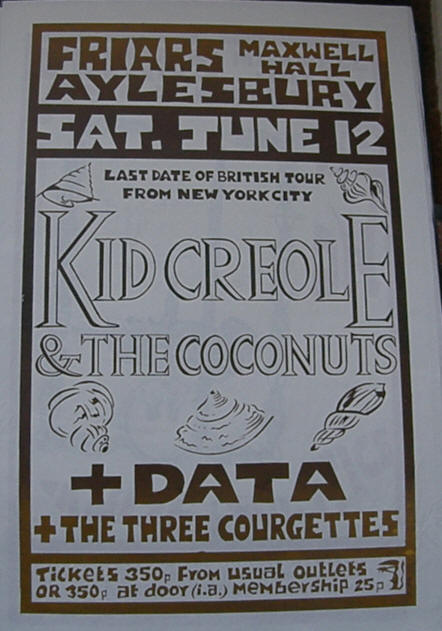 FRIARS MAXWELL HALL
AYLESBURY
SAT. JUNE 12
LAST DATE OF BRITISH TOUR
FROM NEW YORK CITY
KID CREOLE
& THE COCONUTS
+ DATA
+ THE THREE COURGETTES
TICKETS 350p FROM USUAL OUTLETS
OR 350p at door (i.a.) MEMBERSHIP 25p